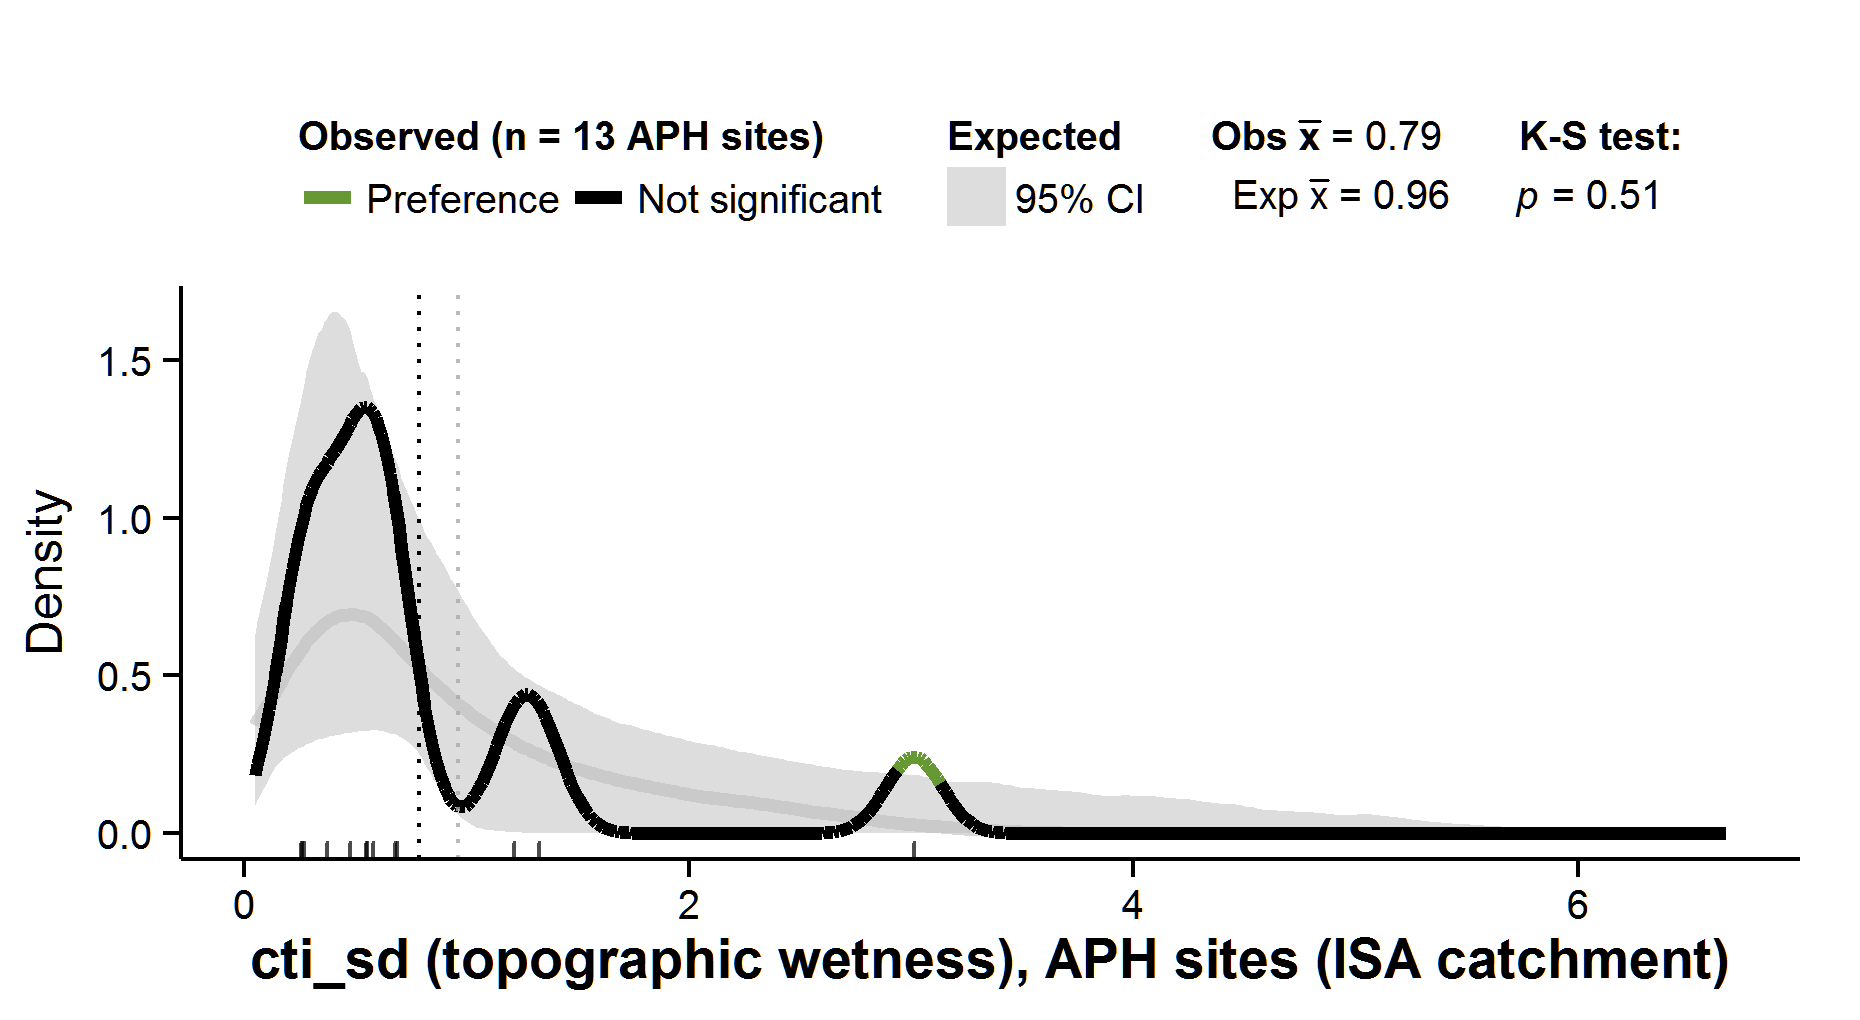 Observed (n = 13 APH sites) Expected Obs x̅ = 0.79 K-S test:
Preference Not significant 95% CI Exp x̅ = 0.96 p = 0.51
1.5
1.0
0.5
0.0
Density
0 2 4 6
cti_sd (topographic wetness), APH sites (ISA catchment)